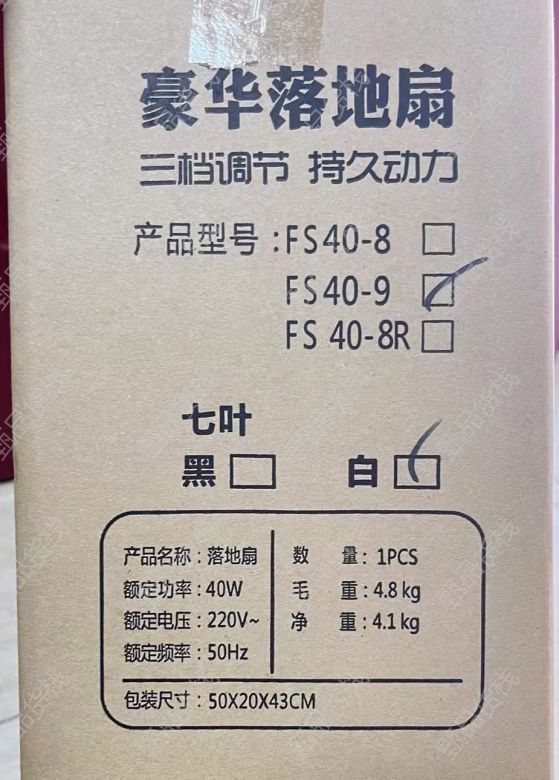 豪华落地扇
三档调节 持久动力
产品型号：FS40-8 □
FS40-9 □
FS 40-8R □
七叶
黑 □ 白 □
产品名称：落地扇
额定功率：40W
额定电压：220V~
额定频率：50Hz
数 量：1PCS
毛 重：4.8 kg
净 重：4.1 kg
包装尺寸：50X20X43CM